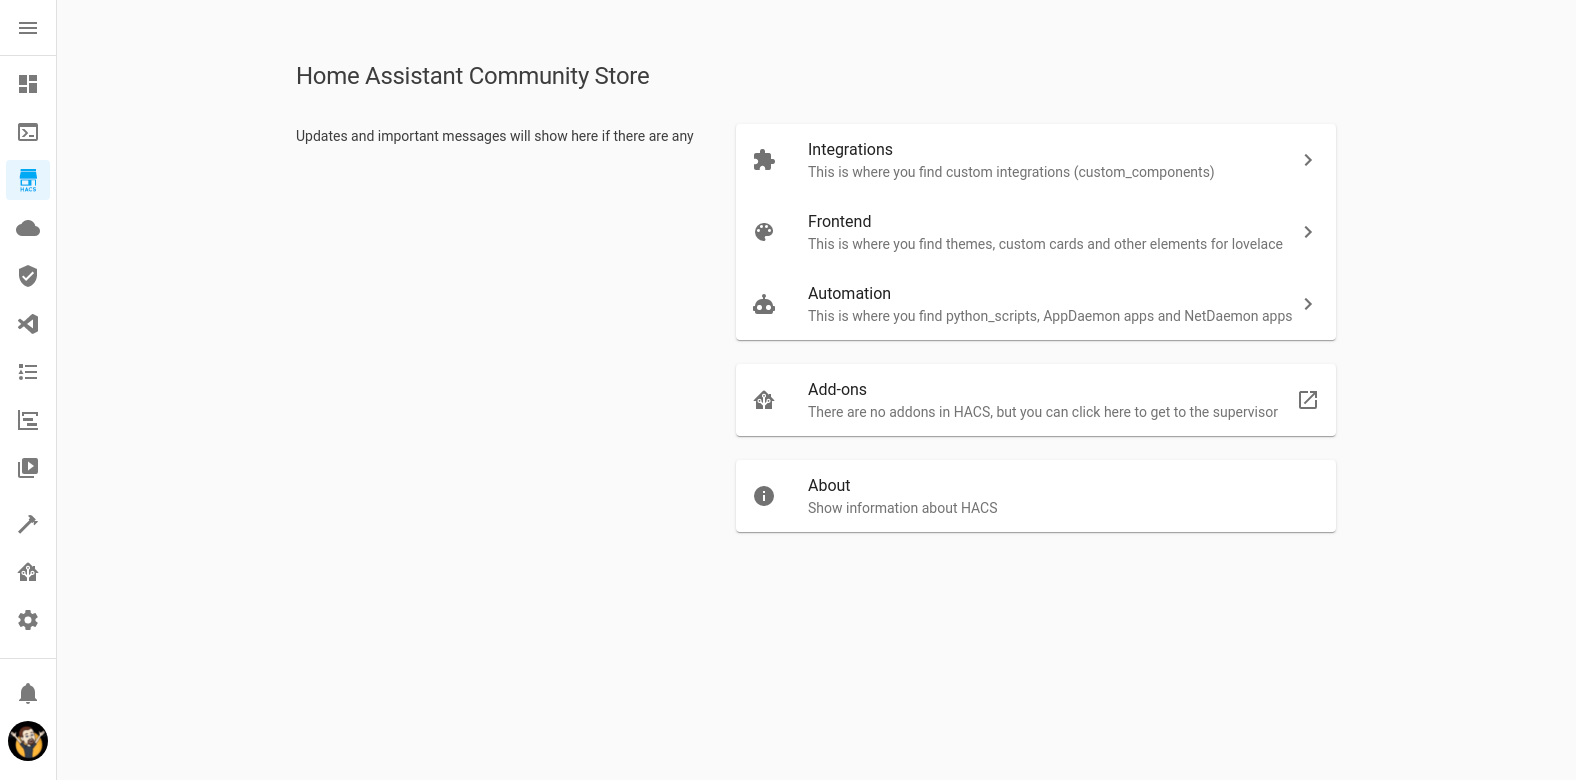 Home Assistant Community Store
Updates and important messages will show here if there are any
Integrations
This is where you find custom integrations (custom_components)
Frontend
This is where you find themes, custom cards and other elements for lovelace
Automation
This is where you find python_scripts, AppDaemon apps and NetDaemon apps
Add-ons
There are no addons in HACS, but you can click here to get to the supervisor
About
Show information about HACS
HACS